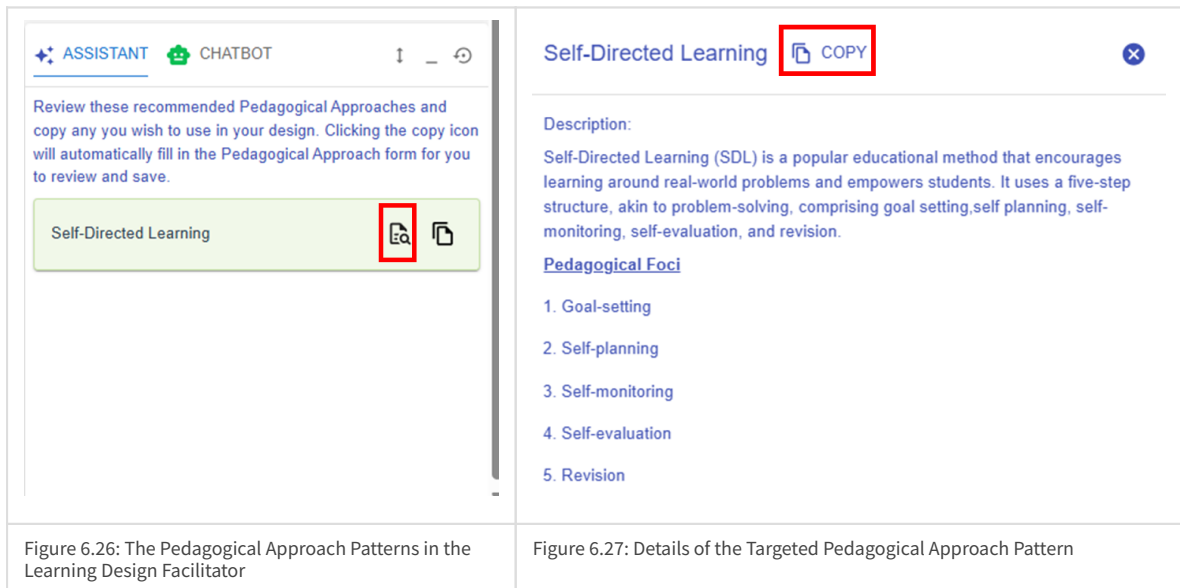 ASSISTANT CHATBOT
Review these recommended Pedagogical Approaches and
copy any you wish to use in your design. Clicking the copy icon
will automatically fill in the Pedagogical Approach form for you
to review and save.
Self-Directed Learning
Figure 6.26: The Pedagogical Approach Patterns in the
Learning Design Facilitator
Self-Directed Learning COPY
Description:
Self-Directed Learning (SDL) is a popular educational method that encourages
learning around real-world problems and empowers students. It uses a five-step
structure, akin to problem-solving, comprising goal setting,self planning, self-
monitoring, self-evaluation, and revision.
Pedagogical Foci
1. Goal-setting
2. Self-planning
3. Self-monitoring
4. Self-evaluation
5. Revision
Figure 6.27: Details of the Targeted Pedagogical Approach Pattern